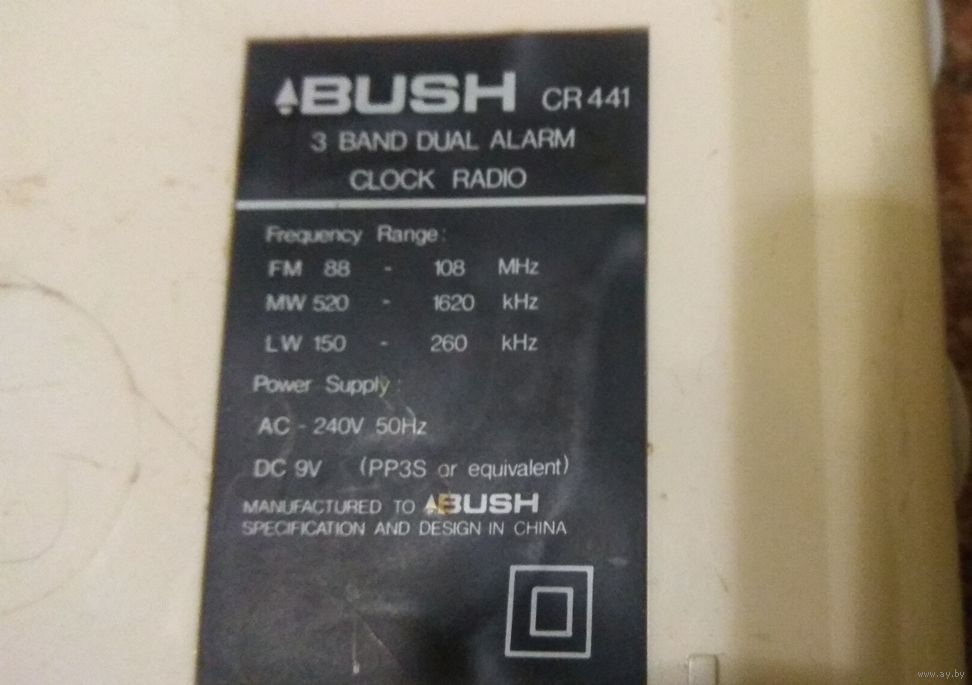 BUSH CR 441
3 BAND DUAL ALARM
CLOCK RADIO
Frequency Range:
FM 88 - 108 MHz
MW 520 - 1620 kHz
LW 150 - 260 kHz
Power Supply:
AC - 240V 50Hz
DC 9V (PP3S or equivalent)
MANUFACTURED TO BUSH
SPECIFICATION AND DESIGN IN CHINA
www.ay.by